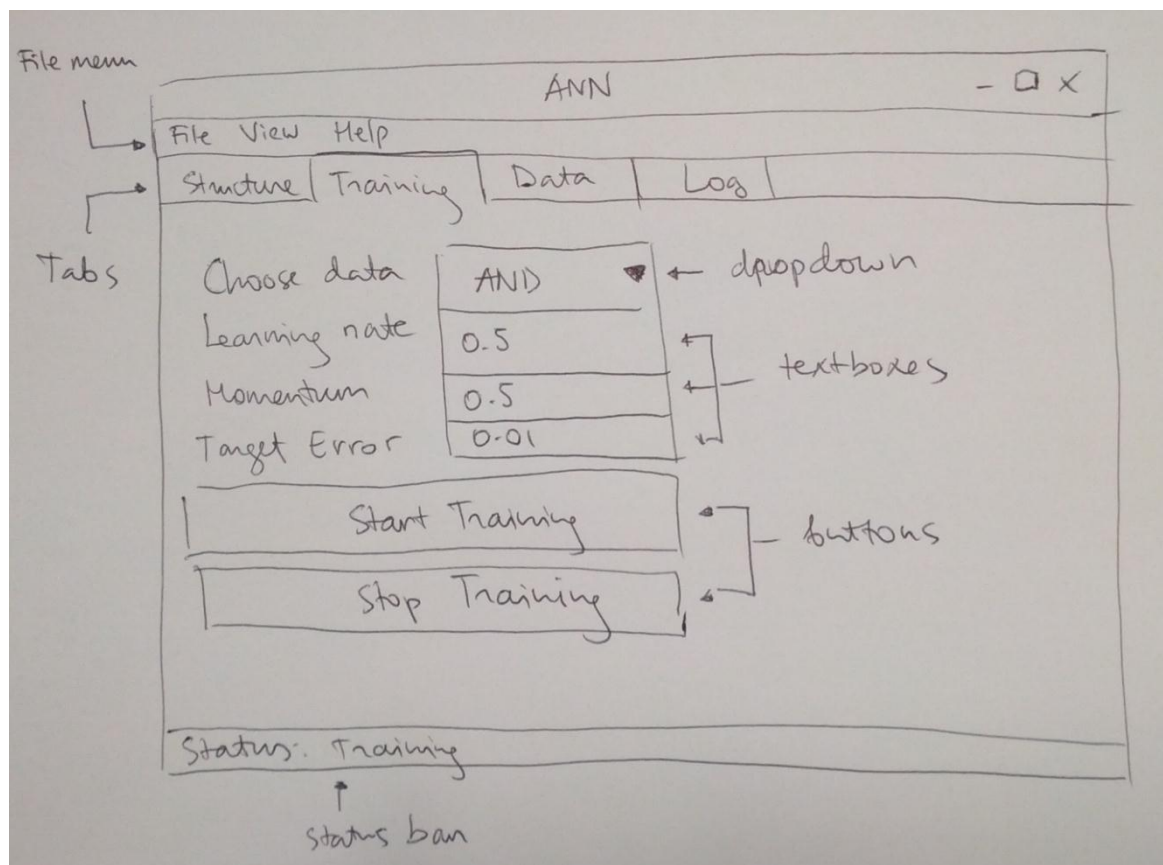 File menu
ANN
File View Help
Structure Training Data Log
Tabs
Choose data AND dropdown
Learning rate 0.5
textboxes
Momentum 0.5
Target Error 0.01
Start Training
buttons
Stop Training
Status: Training
status bar